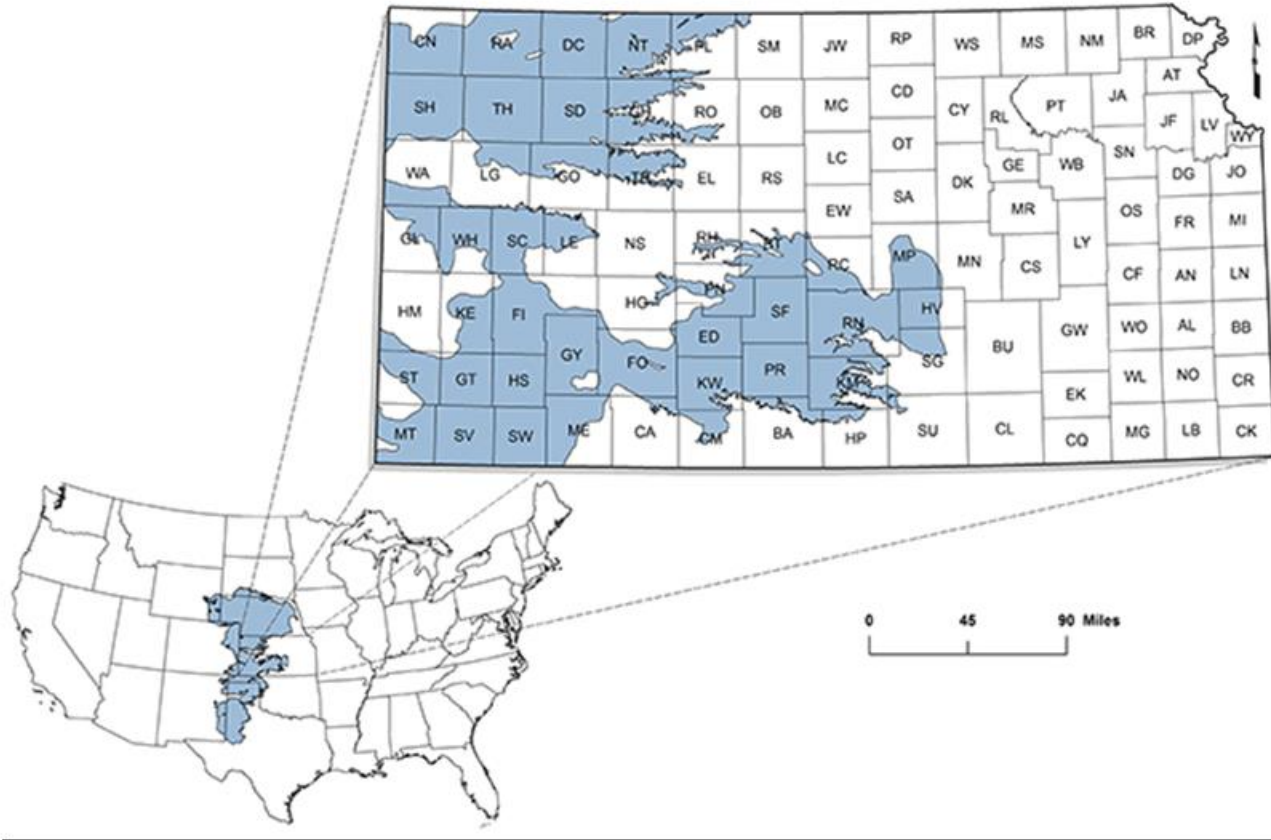 CN RA DC NT PL SM JW RP WS MS NM BR DP
SH TH SD GH RO OB MC CD CY RL PT JA AT
JF LV WY
WA LG GO TR EL RS LC OT DK GE WB SN DG JO
GL WH SC LE NS RH BT EW SA MR LY OS FR MI
RC MP MN CS CF AN LN
HM KE FI HG PN SF RN HV BU GW WO AL BB
GY FO ED
ST GT HS KW PR KM SG EK WL NO CR
MT SV SW ME CA CM BA HP SU CL CQ MG LB CK
0 45 90 Miles